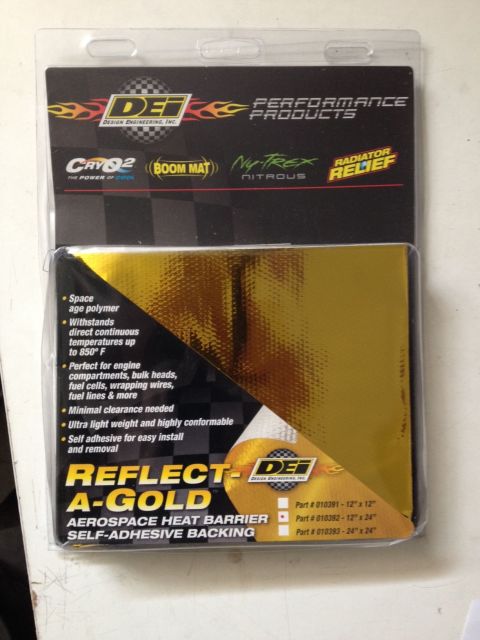 DEi
DESIGN ENGINEERING, INC.
PERFORMANCE
PRODUCTS
CRYO2
THE POWER OF COOL
BOOM MAT
Ny-Trex
NITROUS
RADIATOR
RELIEF
• Space
age polymer
• Withstands
direct continuous
temperatures up
to 850° F
• Perfect for engine
compartments, bulk heads,
fuel cells, wrapping wires,
fuel lines & more
• Minimal clearance needed
• Ultra light weight and highly conformable
• Self adhesive for easy install
and removal
REFLECT-
A-GOLD
DEi
DESIGN ENGINEERING, INC.
AEROSPACE HEAT BARRIER
SELF-ADHESIVE BACKING
Part # 010391 - 12" x 12"
Part # 010392 - 12" x 24"
Part # 010393 - 24" x 24"